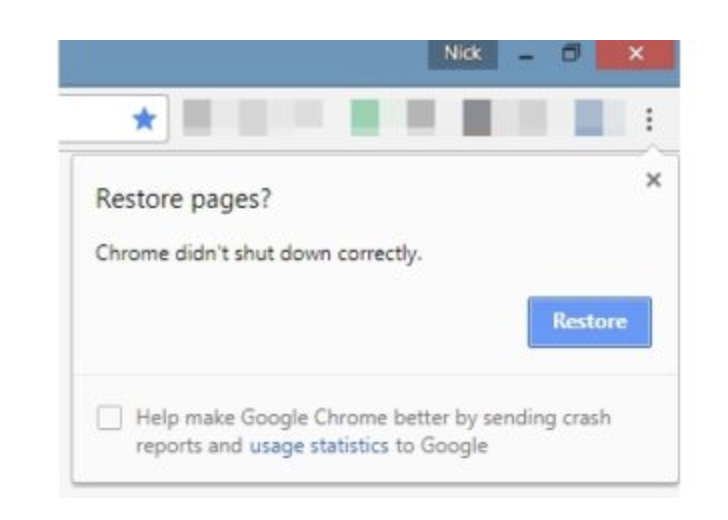 Nick
Restore pages?
Chrome didn't shut down correctly.
Restore
Help make Google Chrome better by sending crash
reports and usage statistics to Google